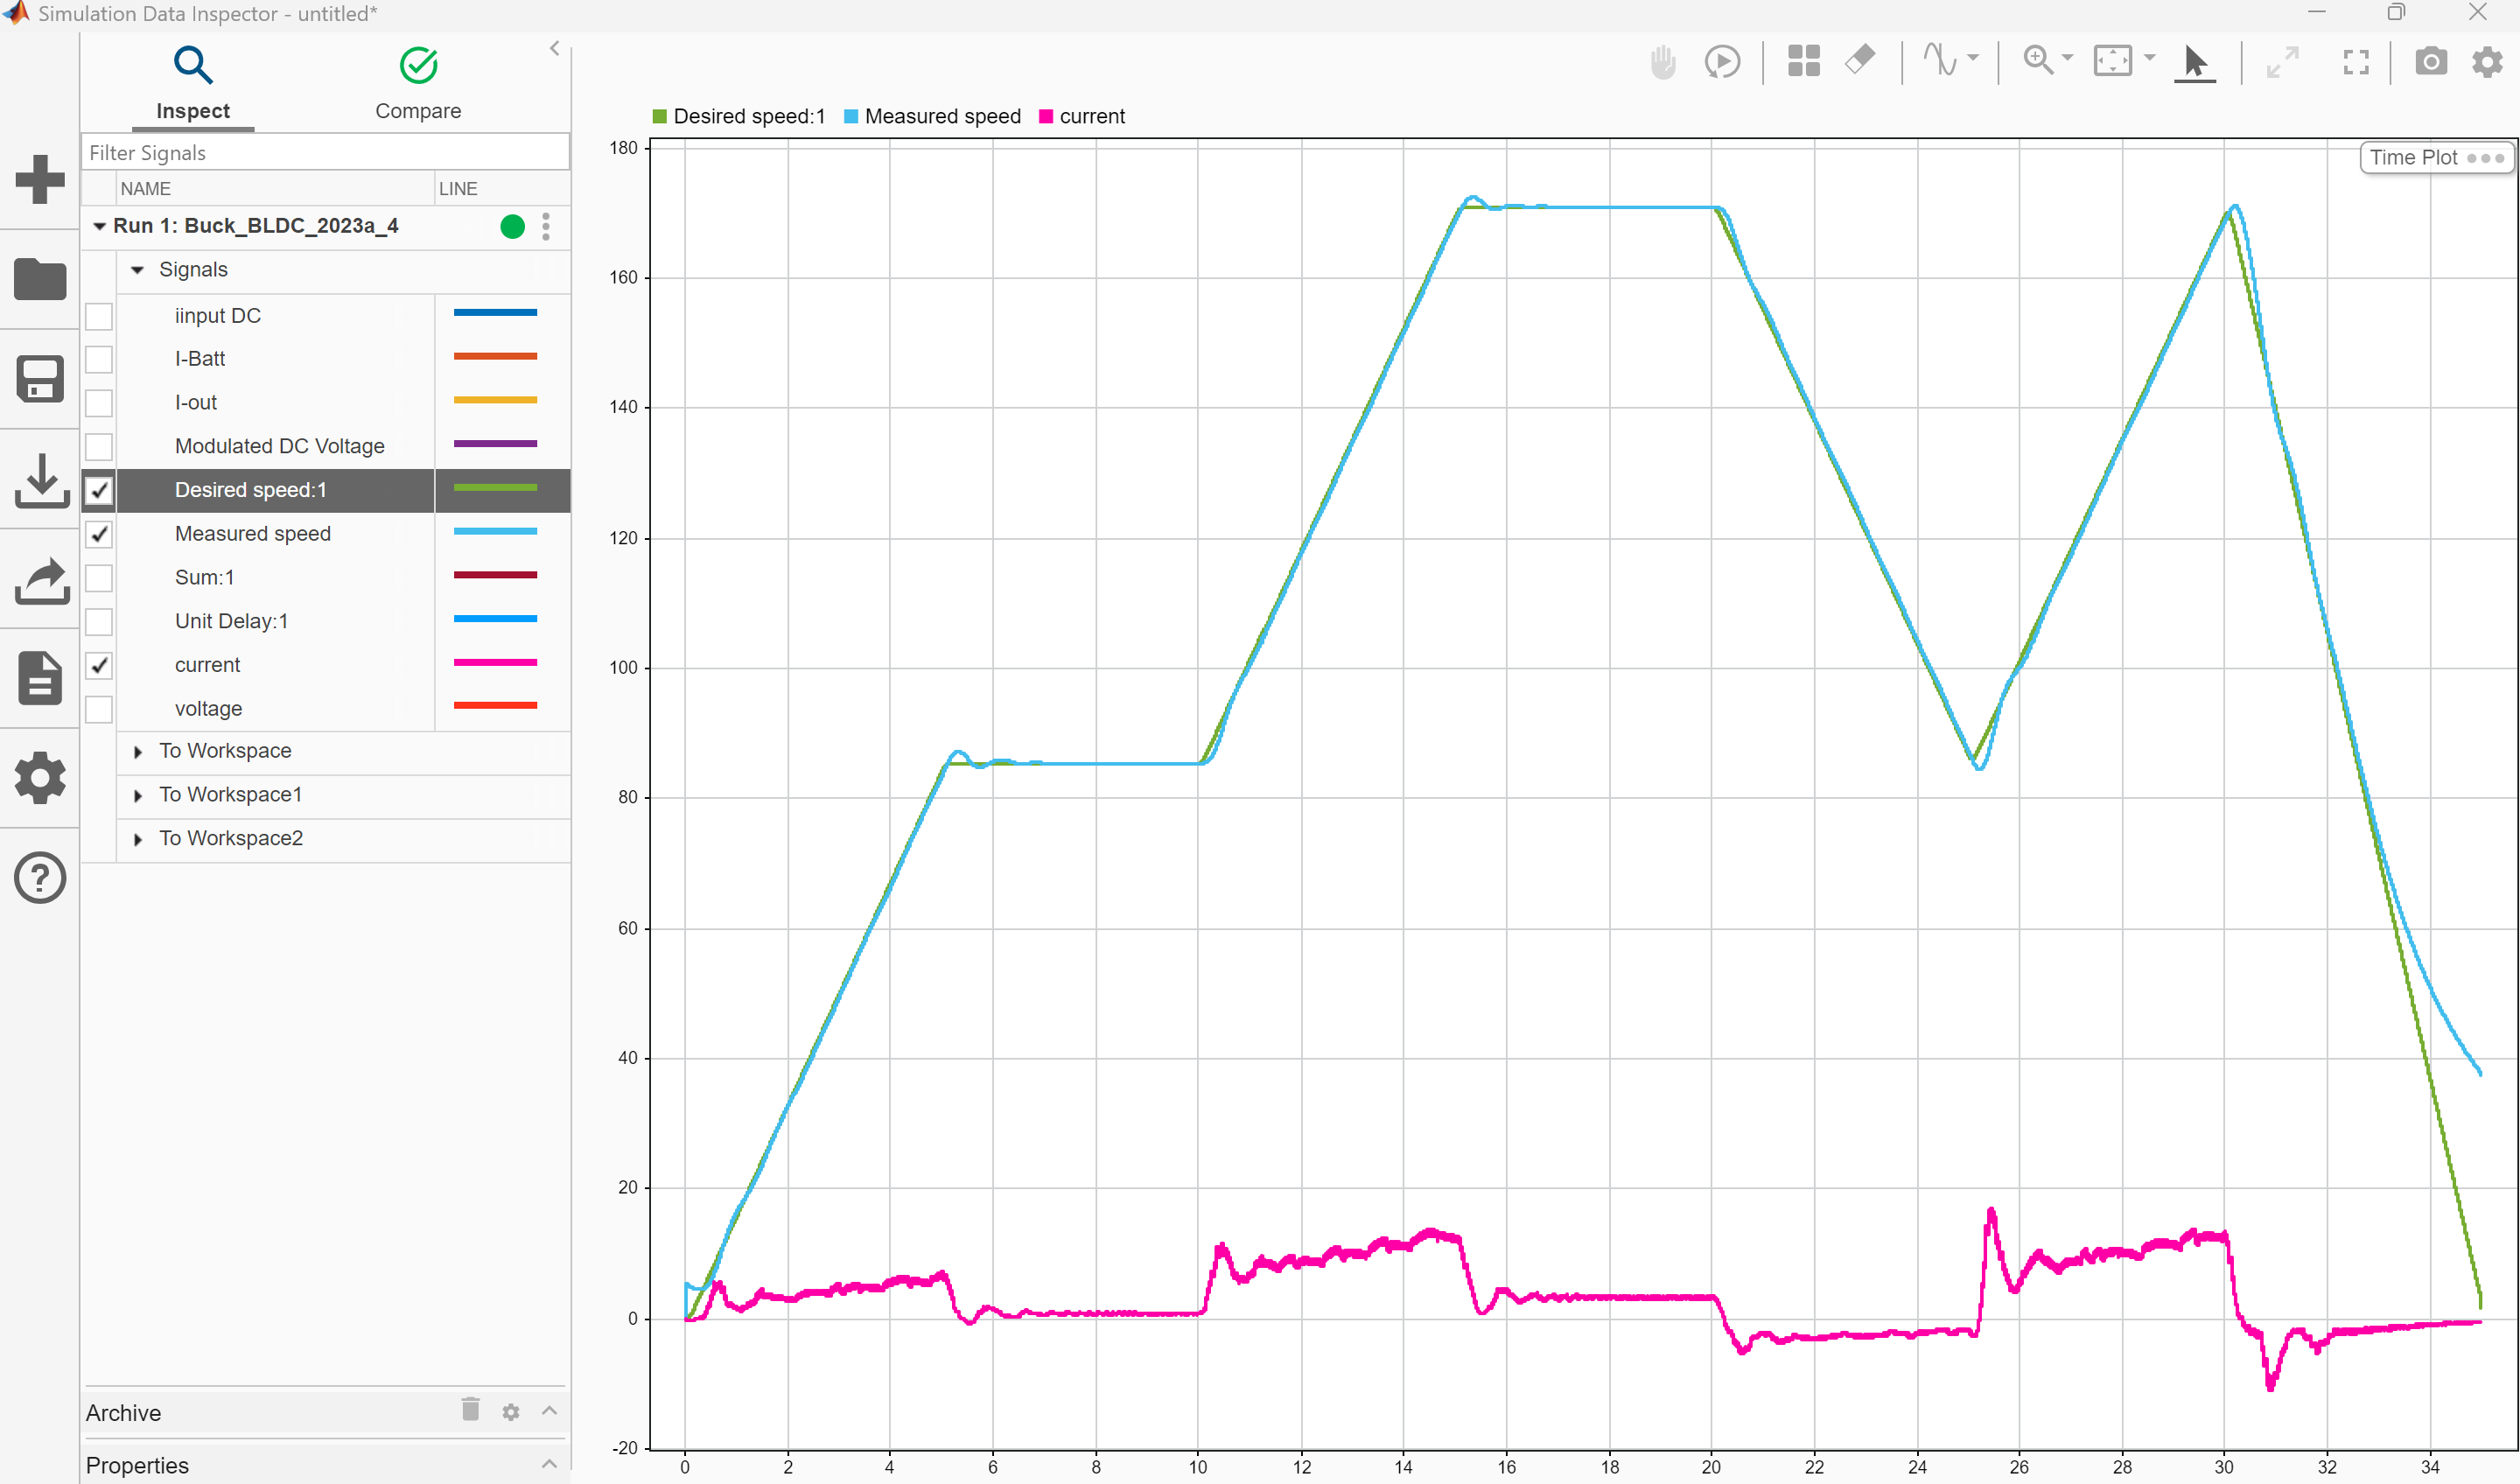 Simulation Data Inspector - untitled*
Inspect
Compare
Filter Signals
NAME LINE
Run 1: Buck_BLDC_2023a_4
Signals
iinput DC
I-Batt
I-out
Modulated DC Voltage
Desired speed:1
Measured speed
Sum:1
Unit Delay:1
current
voltage
To Workspace
To Workspace1
To Workspace2
Archive
Properties
Desired speed:1 Measured speed current
Time Plot
180
160
140
120
100
80
60
40
20
0
-20
0 2 4 6 8 10 12 14 16 18 20 22 24 26 28 30 32 34